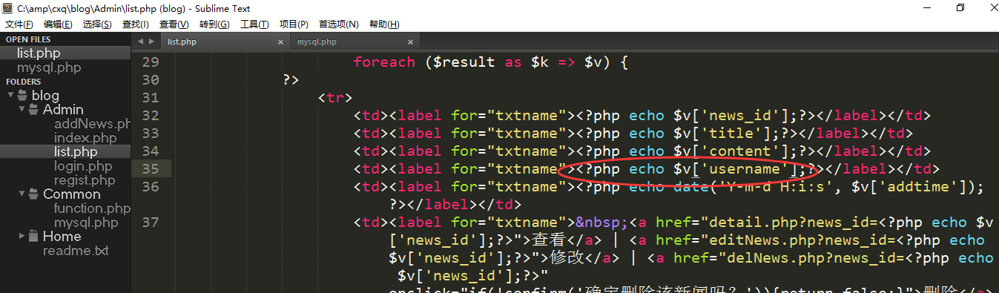 C:\amp\cxq\blog\Admin\list.php (blog) - Sublime Text
文件(F) 编辑(E) 选择(S) 查找(I) 查看(V) 转到(G) 工具(T) 项目(P) 首选项(N) 帮助(H)
OPEN FILES
list.php
mysql.php
FOLDERS
blog
Admin
addNews.ph
index.php
list.php
login.php
regist.php
Common
function.php
mysql.php
Home
readme.txt
list.php × mysql.php ×
29 foreach ($result as $k => $v) {
30 ?>
31 <tr>
32 <td><label for="txtname"><?php echo $v['news_id'];?></label></td>
33 <td><label for="txtname"><?php echo $v['title'];?></label></td>
34 <td><label for="txtname"><?php echo $v['content'];?></label></td>
35 <td><label for="txtname"><?php echo $v['username'];?></label></td>
36 <td><label for="txtname"><?php echo date('Y-m-d H:i:s', $v['addtime']);
?></label></td>
37 <td><label for="txtname">&nbsp;<a href="detail.php?news_id=<?php echo $v
['news_id'];?>">查看</a> | <a href="editNews.php?news_id=<?php echo
$v['news_id'];?>">修改</a> | <a href="delNews.php?news_id=<?php echo
$v['news_id'];?>"
onclick="if(!confirm('确定删除该新闻吗？')){return false;}">删除</a>